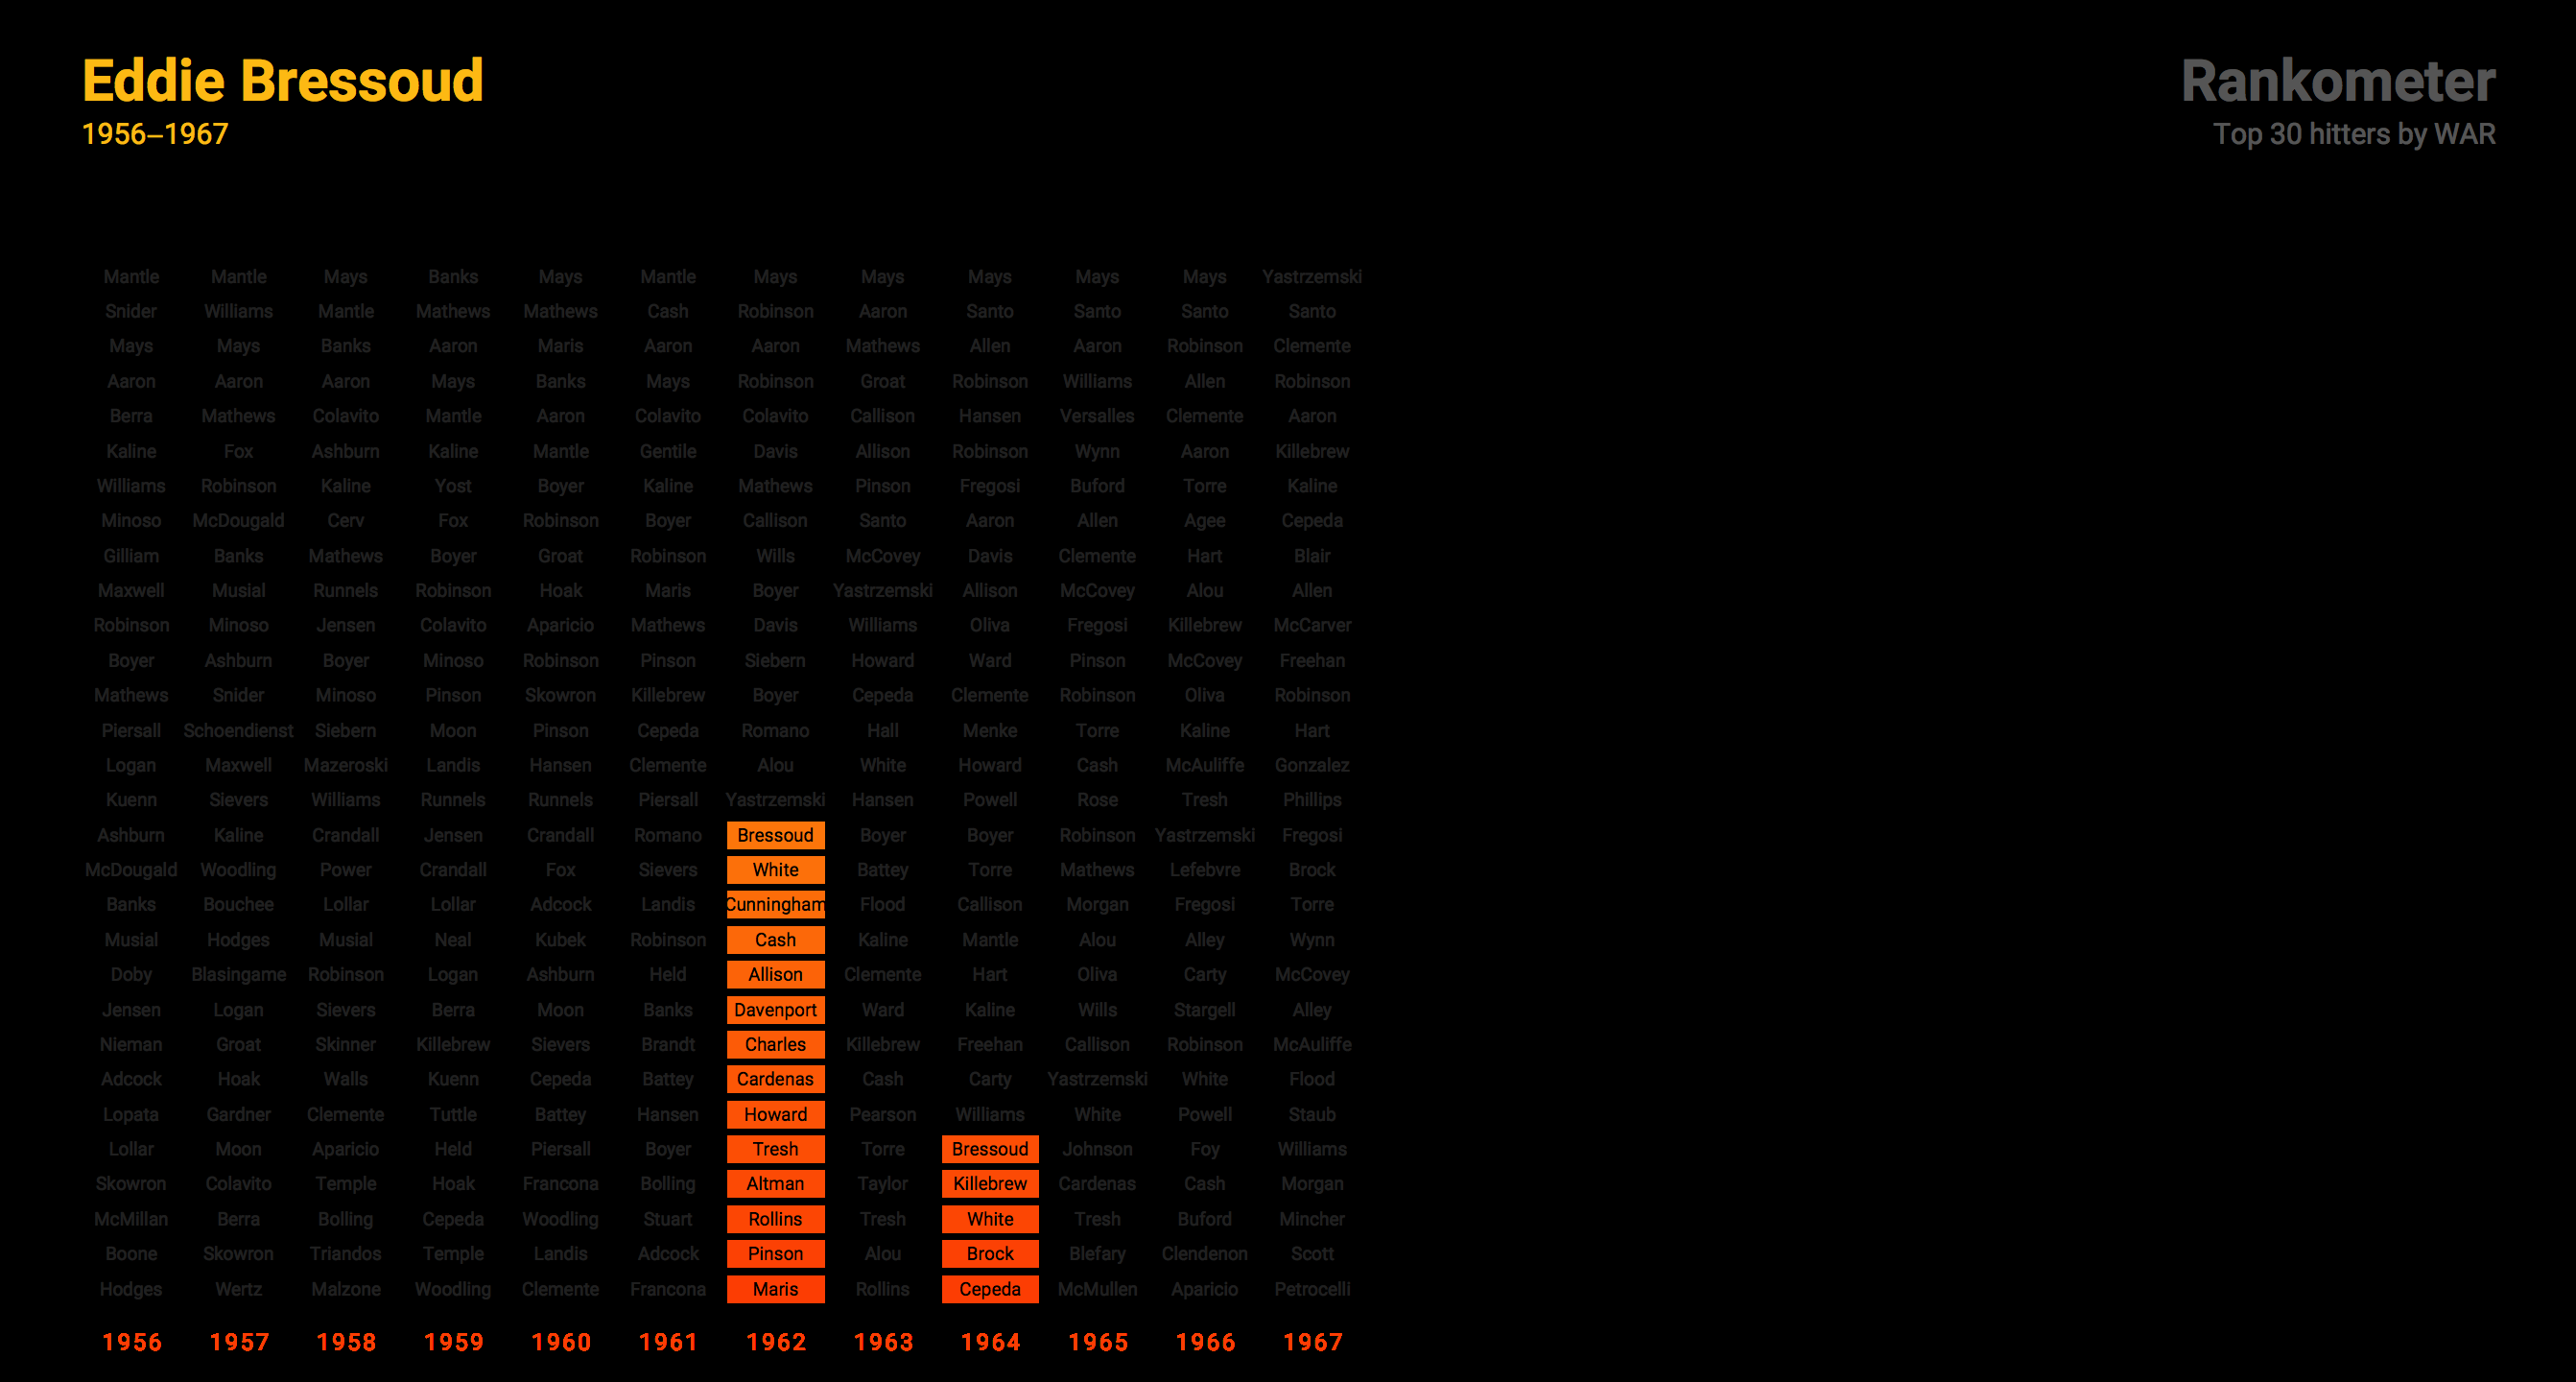 Eddie Bressoud
1956–1967
Rankometer
Top 30 hitters by WAR
Mantle Mantle Mays Banks Mays Mantle Mays Mays Mays Mays Mays Yastrzemski
Snider Williams Mantle Mathews Mathews Cash Robinson Aaron Santo Santo Santo Santo
Mays Mays Banks Aaron Maris Aaron Aaron Mathews Allen Aaron Robinson Clemente
Aaron Aaron Aaron Mays Banks Mays Robinson Groat Robinson Williams Allen Robinson
Berra Mathews Colavito Mantle Aaron Colavito Colavito Callison Hansen Versalles Clemente Aaron
Kaline Fox Ashburn Kaline Mantle Gentile Davis Allison Robinson Wynn Aaron Killebrew
Williams Robinson Kaline Yost Boyer Kaline Mathews Pinson Fregosi Buford Torre Kaline
Minoso McDougald Cerv Fox Robinson Boyer Callison Santo Aaron Allen Agee Cepeda
Gilliam Banks Mathews Boyer Groat Robinson Wills McCovey Davis Clemente Hart Blair
Maxwell Musial Runnels Robinson Hoak Maris Boyer Yastrzemski Allison McCovey Alou Allen
Robinson Minoso Jensen Colavito Aparicio Mathews Davis Williams Oliva Fregosi Killebrew McCarver
Boyer Ashburn Boyer Minoso Robinson Pinson Siebern Howard Ward Pinson McCovey Freehan
Mathews Snider Minoso Pinson Skowron Killebrew Boyer Cepeda Clemente Robinson Oliva Robinson
Piersall Schoendienst Siebern Moon Pinson Cepeda Romano Hall Menke Torre Kaline Hart
Logan Maxwell Mazeroski Landis Hansen Clemente Alou White Howard Cash McAuliffe Gonzalez
Kuenn Sievers Williams Runnels Runnels Piersall Yastrzemski Hansen Powell Rose Tresh Phillips
Ashburn Kaline Crandall Jensen Crandall Romano Bressoud Boyer Boyer Robinson Yastrzemski Fregosi
McDougald Woodling Power Crandall Fox Sievers White Battey Torre Mathews Lefebvre Brock
Banks Bouchee Lollar Lollar Adcock Landis Cunningham Flood Callison Morgan Fregosi Torre
Musial Hodges Musial Neal Kubek Robinson Cash Kaline Mantle Alou Alley Wynn
Doby Blasingame Robinson Logan Ashburn Held Allison Clemente Hart Oliva Carty McCovey
Jensen Logan Sievers Berra Moon Banks Davenport Ward Kaline Wills Stargell Alley
Nieman Groat Skinner Killebrew Sievers Brandt Charles Killebrew Freehan Callison Robinson McAuliffe
Adcock Hoak Walls Kuenn Cepeda Battey Cardenas Cash Carty Yastrzemski White Flood
Lopata Gardner Clemente Tuttle Battey Hansen Howard Pearson Williams White Powell Staub
Lollar Moon Aparicio Held Piersall Boyer Tresh Torre Bressoud Johnson Foy Williams
Skowron Colavito Temple Hoak Francona Bolling Altman Taylor Killebrew Cardenas Cash Morgan
McMillan Berra Bolling Cepeda Woodling Stuart Rollins Tresh White Tresh Buford Mincher
Boone Skowron Triandos Temple Landis Adcock Pinson Alou Brock Blefary Clendenon Scott
Hodges Wertz Malzone Woodling Clemente Francona Maris Rollins Cepeda McMullen Aparicio Petrocelli
1956 1957 1958 1959 1960 1961 1962 1963 1964 1965 1966 1967